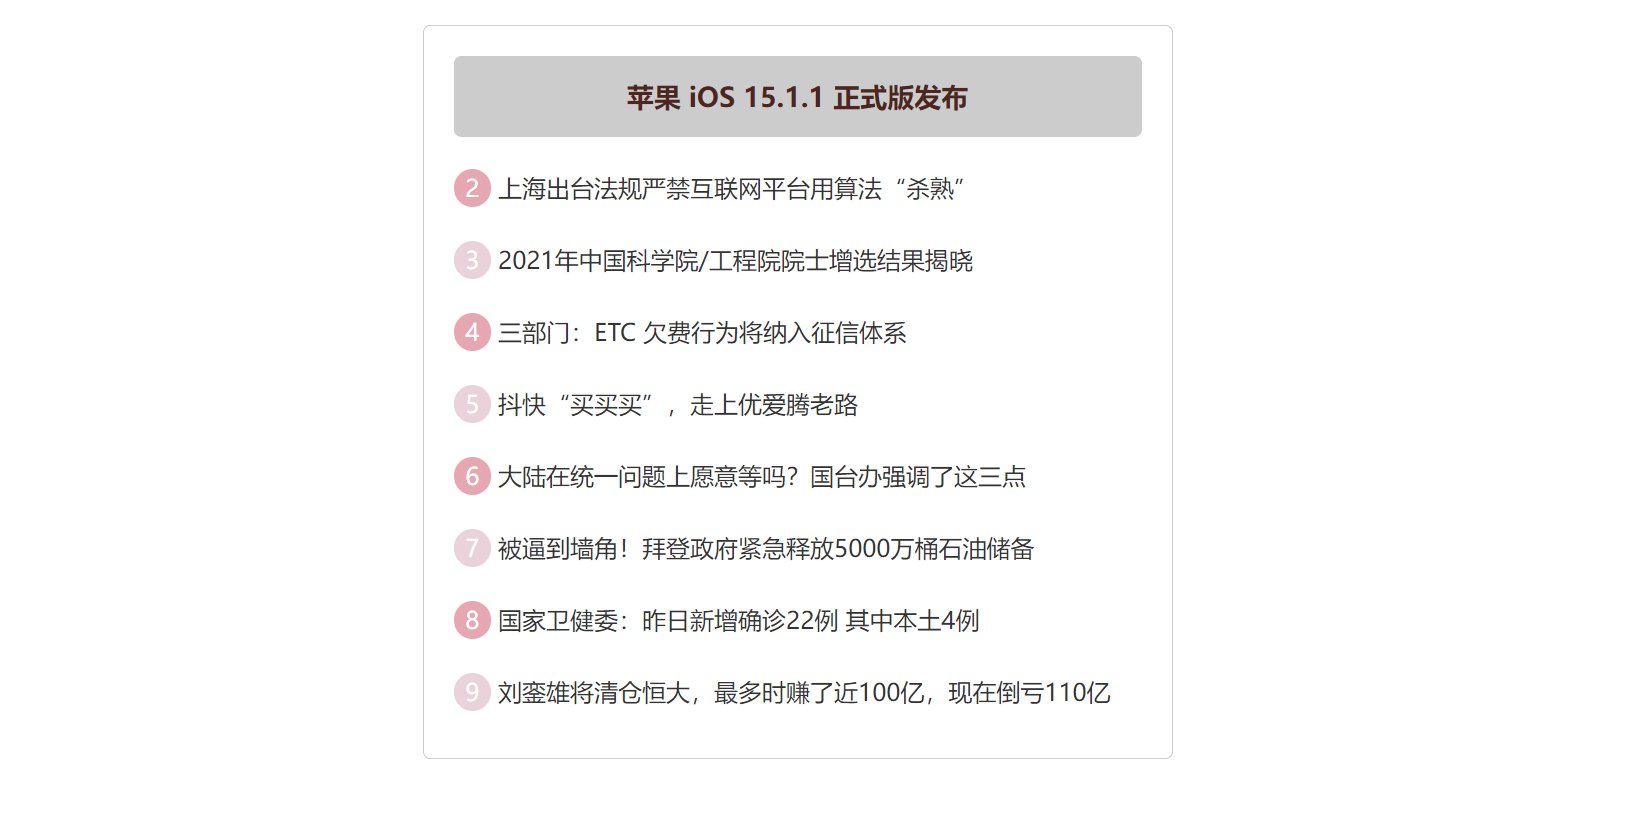 苹果 iOS 15.1.1 正式版发布
2 上海出台法规严禁互联网平台用算法“杀熟”
3 2021年中国科学院/工程院院士增选结果揭晓
4 三部门：ETC 欠费行为将纳入征信体系
5 抖快“买买买”，走上优爱腾老路
6 大陆在统一问题上愿意等吗？国台办强调了这三点
7 被逼到墙角！拜登政府紧急释放5000万桶石油储备
8 国家卫健委：昨日新增确诊22例 其中本土4例
9 刘銮雄将清仓恒大，最多时赚了近100亿，现在倒亏110亿